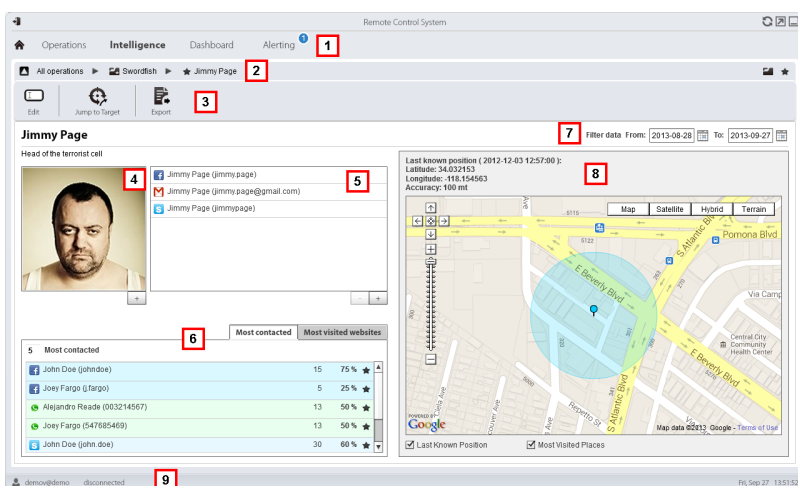 Remote Control System
Operations Intelligence Dashboard Alerting 1
1
All operations Swordfish Jimmy Page
2
Edit Jump to Target Export
3
Jimmy Page
7
Filter data From: 2013-08-28 To: 2013-09-27
Head of the terrorist cell
4
Jimmy Page (jimmy.page)
Jimmy Page (jimmy.page@gmail.com)
Jimmy Page (jimmypage)
5
+
- +
Last known position ( 2012-12-03 12:57:00 ):
Latitude: 34.032153
Longitude: -118.154563
Accuracy: 100 mt
8
Map Satellite Hybrid Terrain
Ave
5115
5122
S Atlantic Blvd
Pomona Blvd
E Beverly Blvd
Via Camp
Central City
Community
Health Center
E Beverly Blvd
Repetto St
S Atlantic Blvd
POWERED BY
Google
Map data ©2013 Google - Terms of Use
Last Known Position Most Visited Places
6
Most contacted Most visited websites
5 Most contacted
John Doe (johndoe) 15 75 %
Joey Fargo (j.fargo) 5 25 %
Alejandro Reade (003214567) 13 50 %
Joey Fargo (547685469) 13 50 %
John Doe (john.doe) 30 60 %
demov@demo disconnected
9
Fri, Sep 27 13:51:52